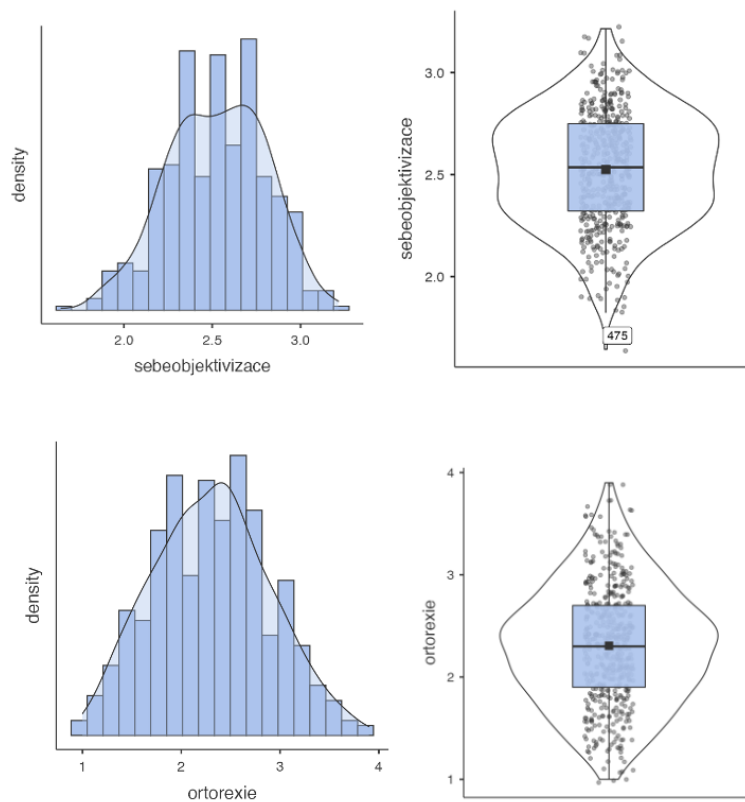 density
2.0 2.5 3.0
sebeobjektivizace
sebeobjektivizace
3.0
2.5
2.0
475
density
1 2 3 4
ortorexie
ortorexie
4
3
2
1